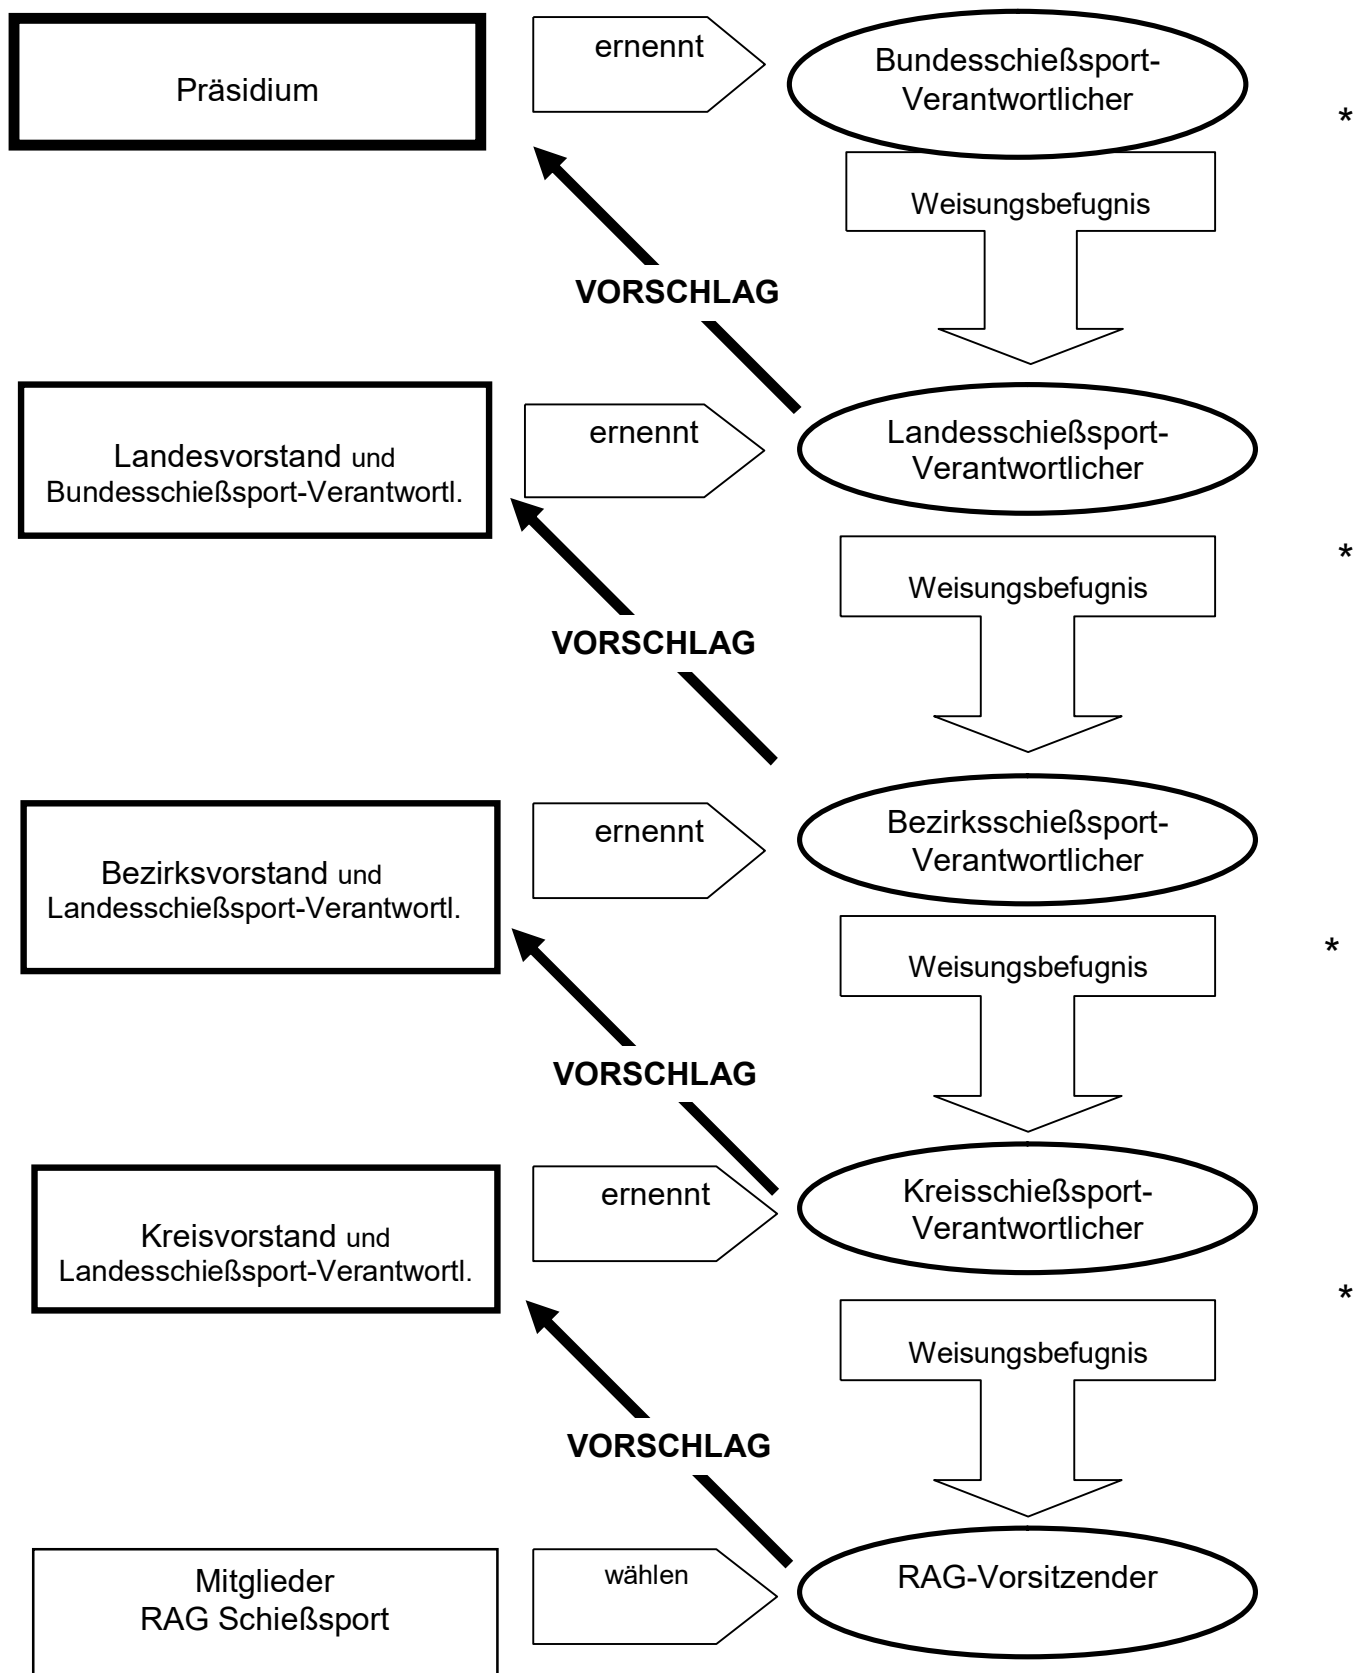 Präsidium
ernennt
Bundesschießsport-
Verantwortlicher
*
Weisungsbefugnis
VORSCHLAG
Landesvorstand und
Bundesschießsport-Verantwortl.
ernennt
Landesschießsport-
Verantwortlicher
*
Weisungsbefugnis
VORSCHLAG
Bezirksvorstand und
Landesschießsport-Verantwortl.
ernennt
Bezirksschießsport-
Verantwortlicher
*
Weisungsbefugnis
VORSCHLAG
Kreisvorstand und
Landesschießsport-Verantwortl.
ernennt
Kreisschießsport-
Verantwortlicher
*
Weisungsbefugnis
VORSCHLAG
Mitglieder
RAG Schießsport
wählen
RAG-Vorsitzender